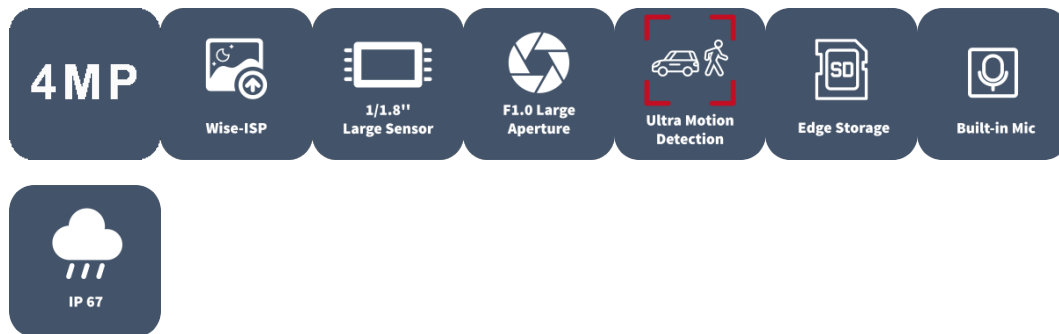 4MP
Wise-ISP
1/1.8''
Large Sensor
F1.0 Large
Aperture
Ultra Motion
Detection
SD
Edge Storage
Built-in Mic
IP 67